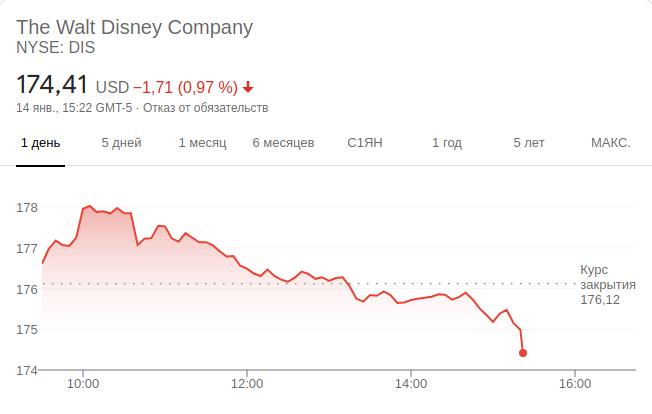 The Walt Disney Company
NYSE: DIS
174,41 USD −1,71 (0,97 %)
14 янв., 15:22 GMT-5 · Отказ от обязательств
1 день 5 дней 1 месяц 6 месяцев С1ЯН 1 год 5 лет МАКС.
178
177
176
175
174
Курс
закрытия
176,12
10:00 12:00 14:00 16:00